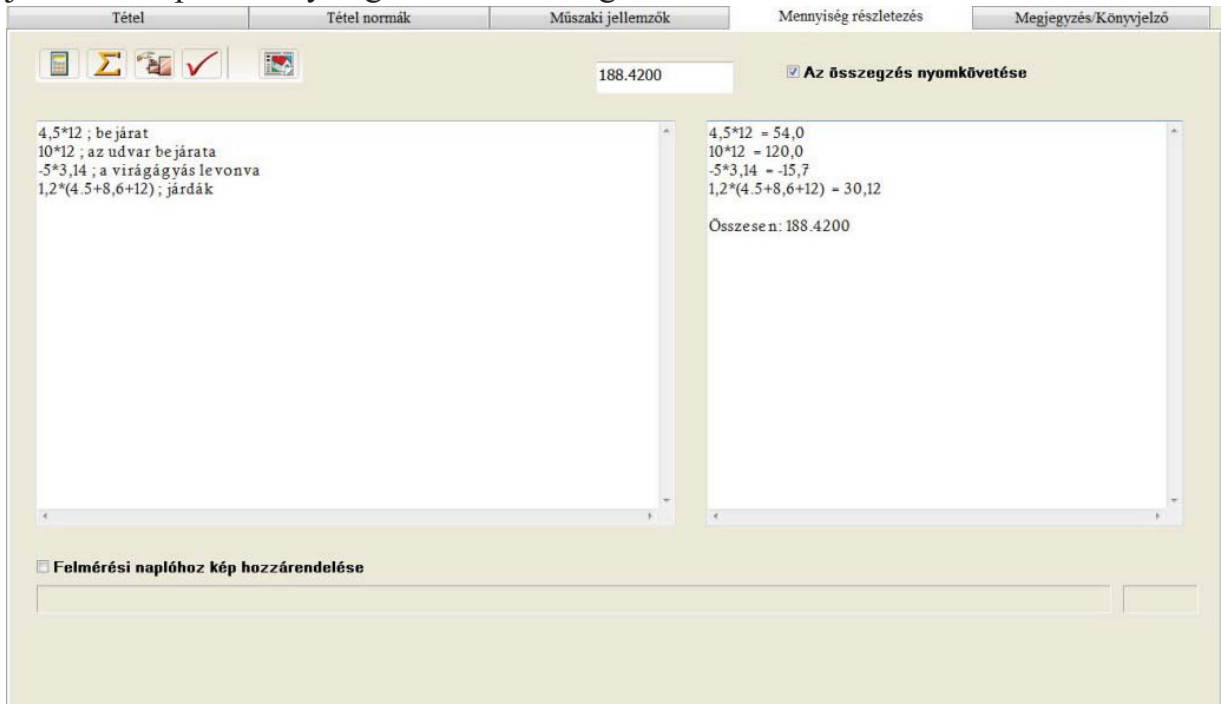 Tétel Tétel normák Műszaki jellemzők Mennyiség részletezés Megjegyzés/Könyvjelző
188.4200 Az összegzés nyomkövetése
4,5*12 ; bejárat
10*12 ; az udvar bejárata
-5*3,14 ; a virágágyás levonva
1,2*(4.5+8,6+12) ; járdák
4,5*12 = 54,0
10*12 = 120,0
-5*3,14 = -15,7
1,2*(4.5+8,6+12) = 30,12
Összesen: 188.4200
Felmérési naplóhoz kép hozzárendelése